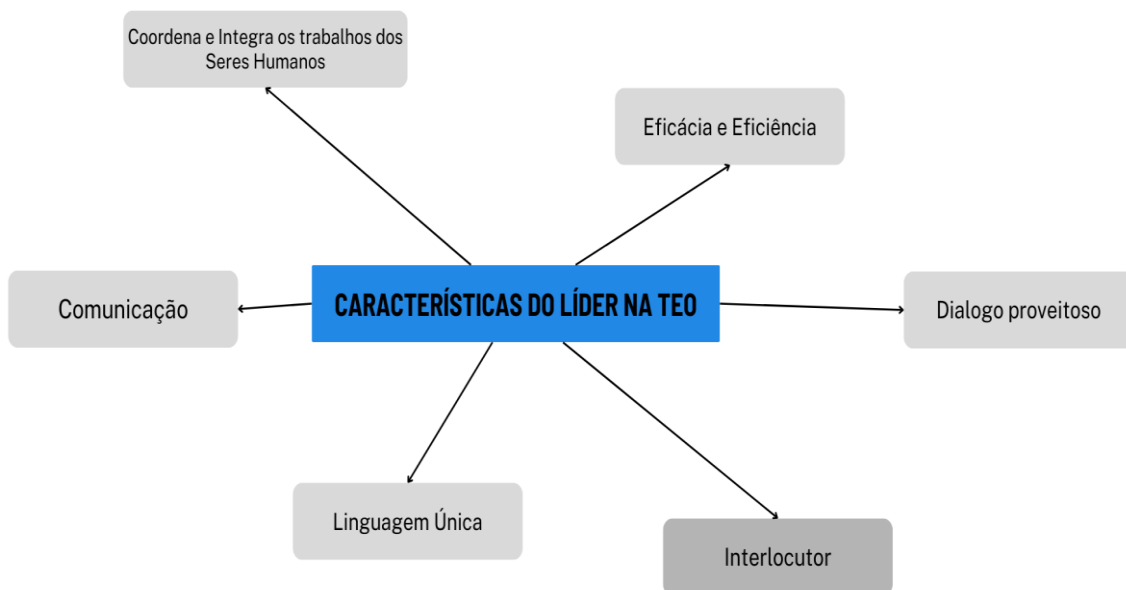 Coordena e Integra os trabalhos dos
Seres Humanos
Eficácia e Eficiência
Comunicação
CARACTERÍSTICAS DO LÍDER NA TEO
Dialogo proveitoso
Linguagem Única
Interlocutor